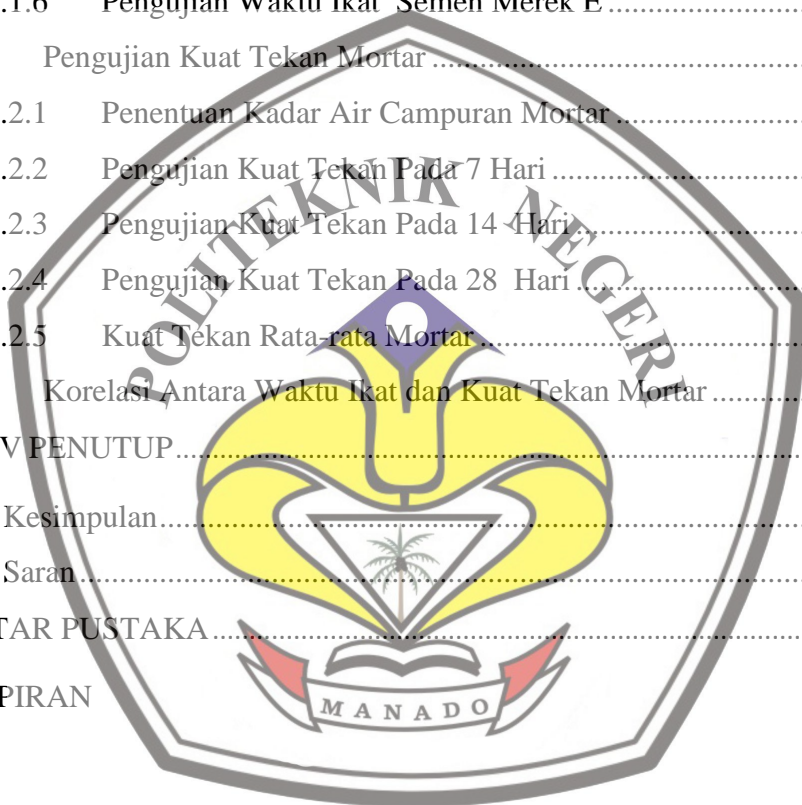 .1.6 Pengujian Waktu Ikat Semen Merek E ........................
Pengujian Kuat Tekan Mortar ........................
.2.1 Penentuan Kadar Air Campuran Mortar ........................
.2.2 Pengujian Kuat Tekan Pada 7 Hari ........................
.2.3 Pengujian Kuat Tekan Pada 14 Hari ........................
.2.4 Pengujian Kuat Tekan Pada 28 Hari ........................
.2.5 Kuat Tekan Rata-rata Mortar ........................
Korelasi Antara Waktu Ikat dan Kuat Tekan Mortar ........................
V PENUTUP ........................
Kesimpulan ........................
Saran ........................
TAR PUSTAKA ........................
PIRAN
POLITEKNIK NEGERI
MANADO